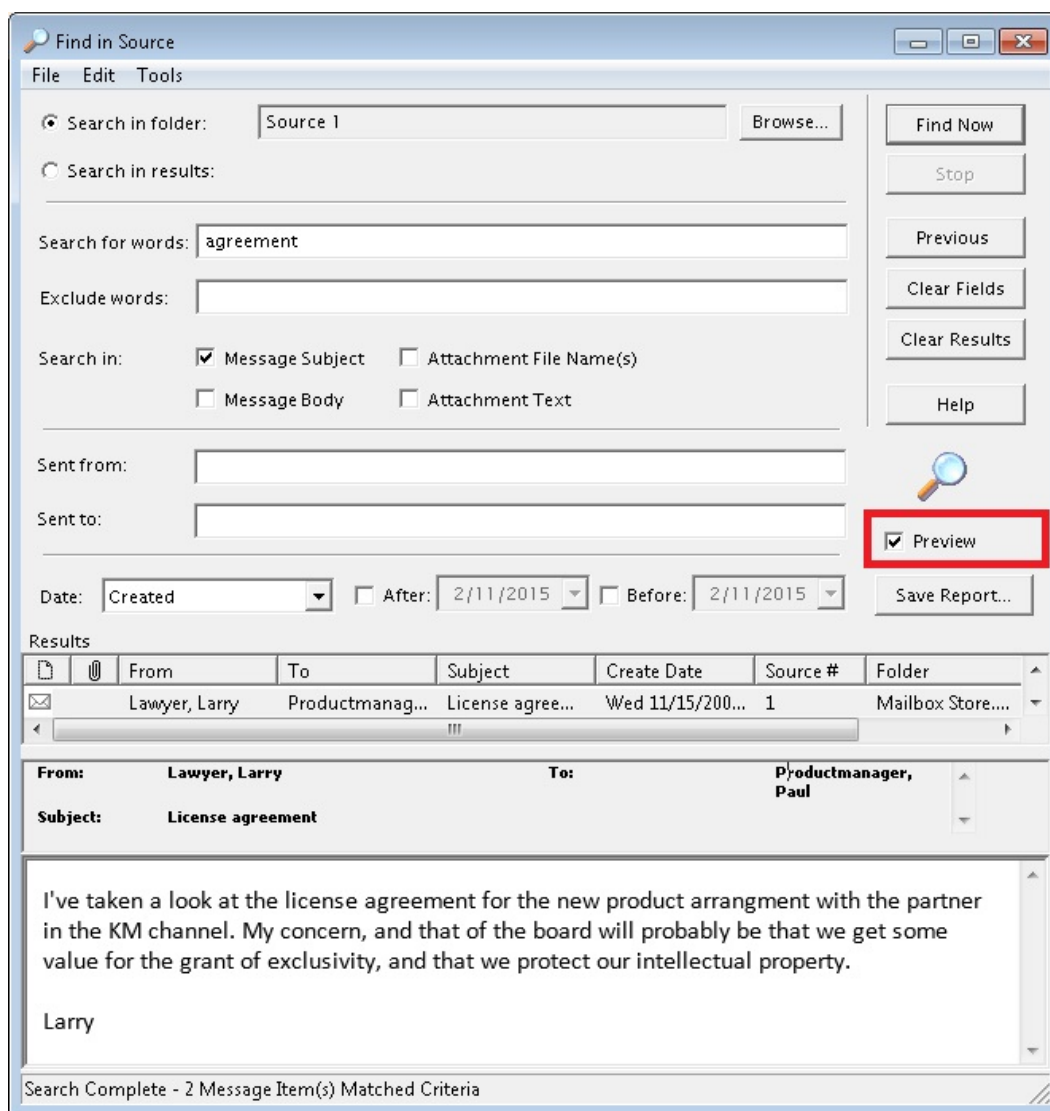 Find in Source
File Edit Tools
Search in folder: Source 1 Browse... Find Now
Search in results: Stop
Search for words: agreement Previous
Exclude words: Clear Fields
Clear Results
Search in: Message Subject Attachment File Name(s)
Message Body Attachment Text Help
Sent from:
Sent to:
Preview
Date: Created After: 2/11/2015 Before: 2/11/2015 Save Report...
Results
From To Subject Create Date Source # Folder
Lawyer, Larry Productmanag... License agree... Wed 11/15/200... 1 Mailbox Store....
From: Lawyer, Larry To: Productmanager,
Paul
Subject: License agreement
I've taken a look at the license agreement for the new product arrangment with the partner
in the KM channel. My concern, and that of the board will probably be that we get some
value for the grant of exclusivity, and that we protect our intellectual property.
Larry
Search Complete - 2 Message Item(s) Matched Criteria